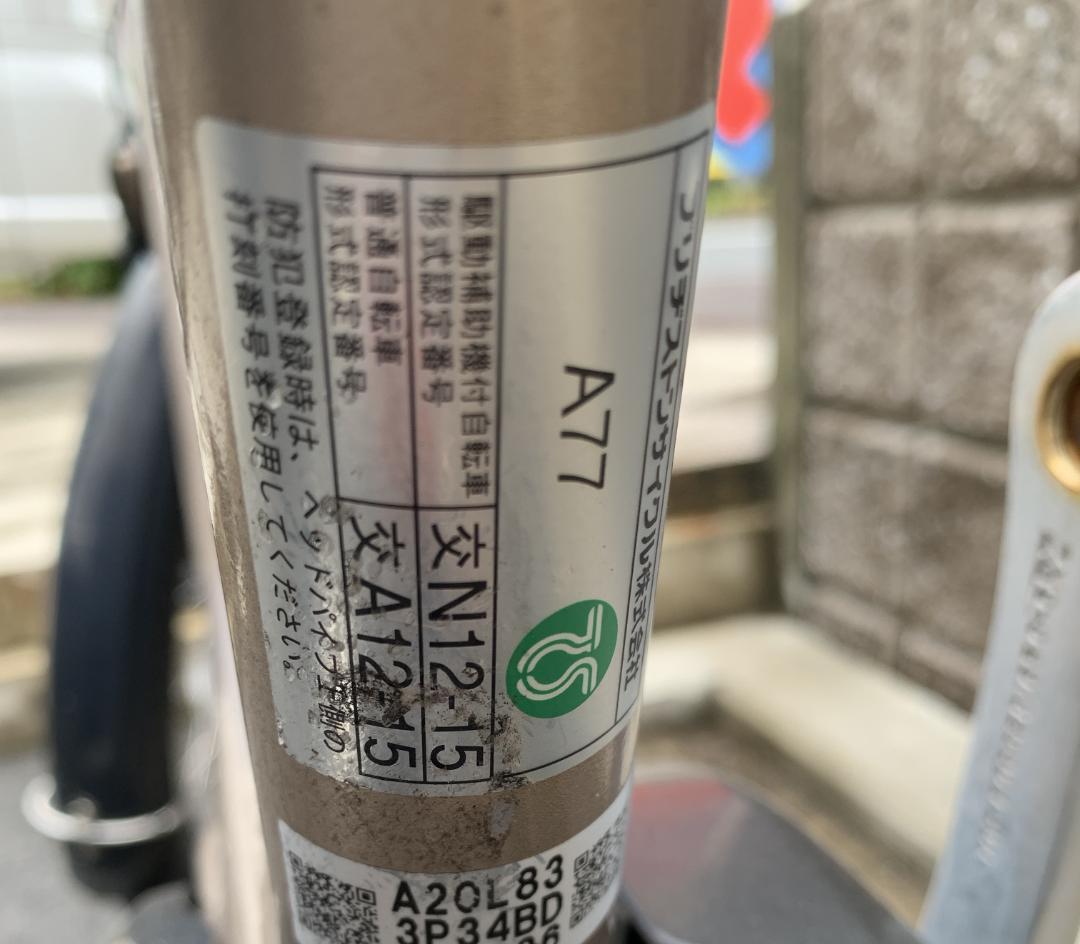 ブリヂストンサイクル株式会社
A77
TS
駆動補助機付自転車
形式認定番号
交N12-15
普通自転車
形式認定番号
交A12-15
防犯登録時は、ヘッドパイプ上側の
打刻番号を使用してください。
A20L83
3P34BD